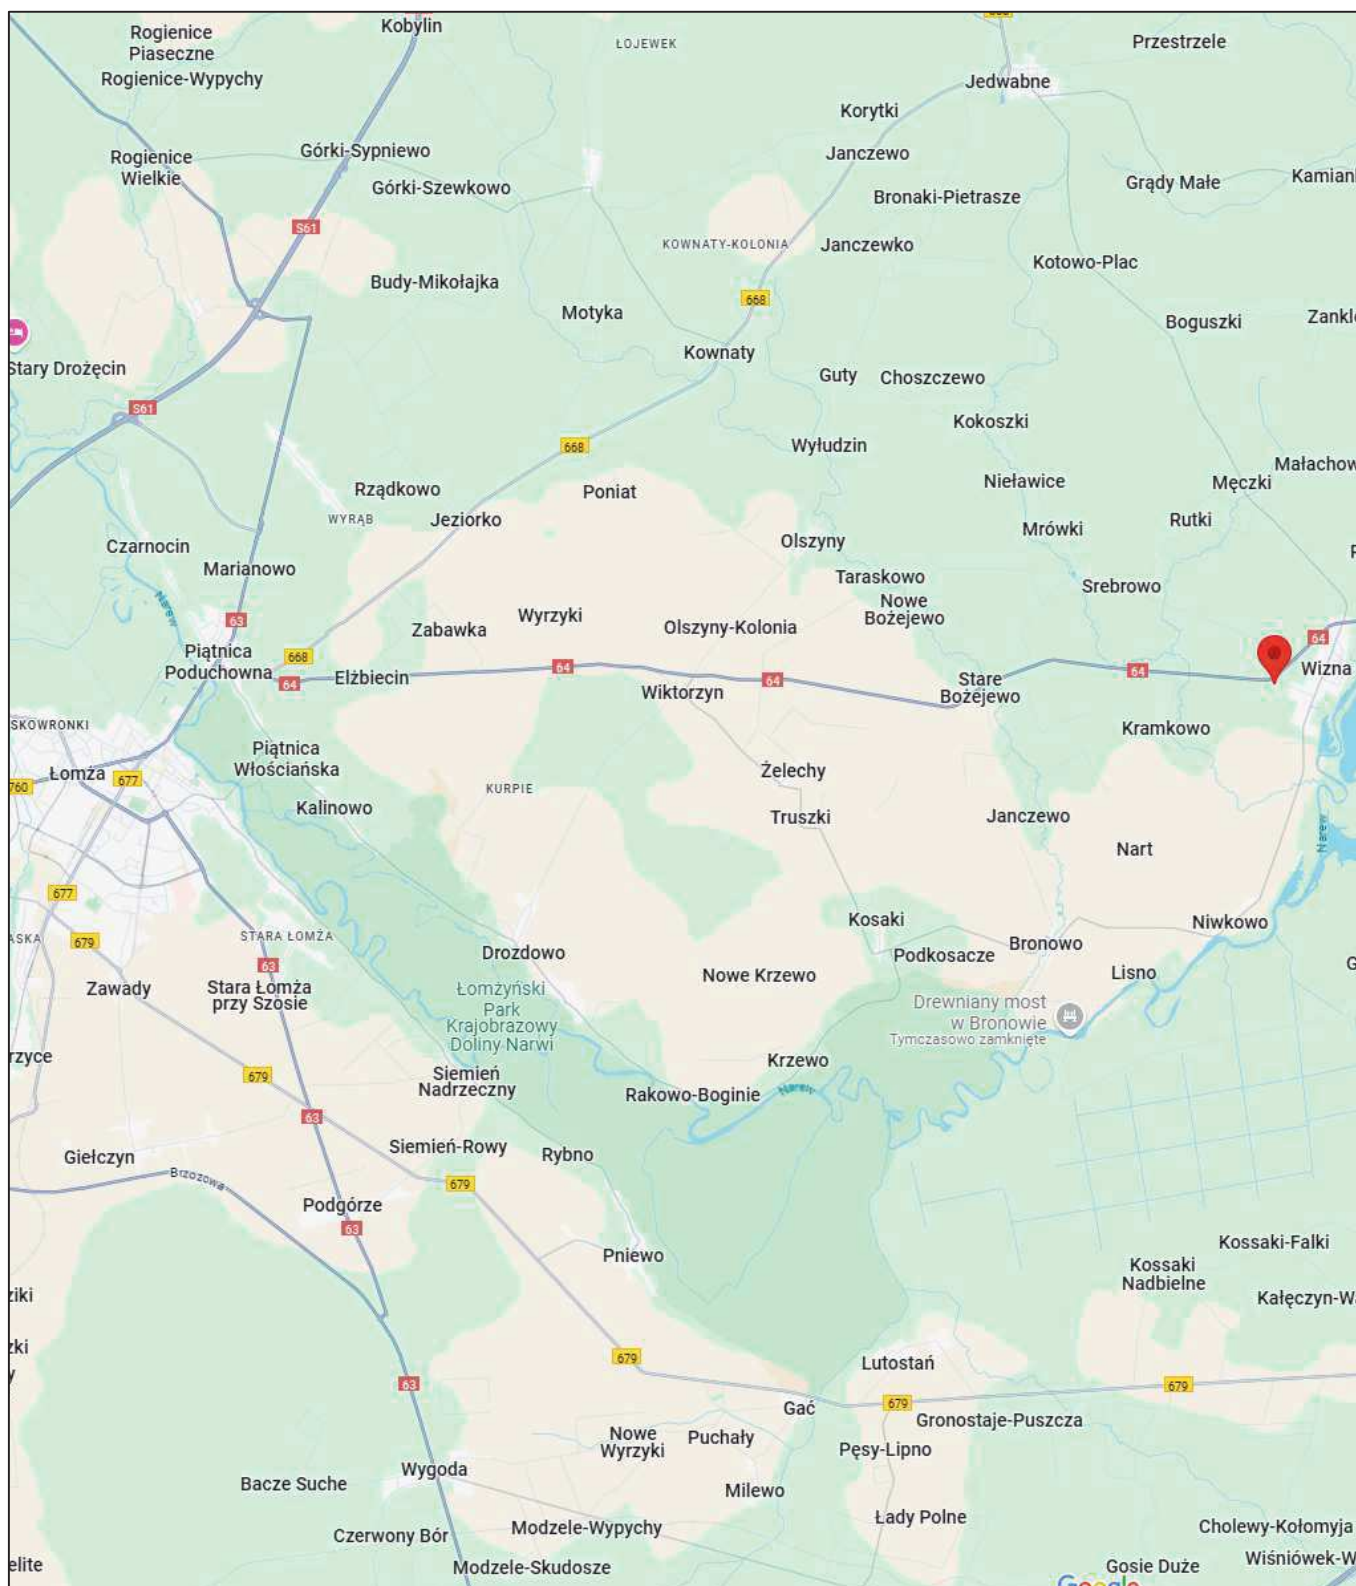 Kobylin
Rogienice
Piaseczne
ŁOJEWEK
Przestrzele
Rogienice-Wypychy
Jedwabne
Korytki
Rogienice
Wielkie
Górki-Sypniewo
Janczewo
Górki-Szewkowo
Bronaki-Pietrasze
Grądy Małe
S61
KOWNATY-KOLONIA
Janczewko
Kotowo-Plac
Budy-Mikołajka
668
Motyka
Boguszki
Stary Drożęcin
Kownaty
Guty
Choszczewo
S61
Kokoszki
668
Wyłudzin
Rządkowo
Poniat
Nieławice
Męczki
WYRĄB
Jeziorko
Mrówki
Rutki
Czarnocin
Marianowo
Olszyny
Taraskowo
Srebrowo
Narew
Nowe
Bożejewo
63
Zabawka
Wyrzyki
Olszyny-Kolonia
64
Piątnica
Poduchowna
668
64
Elżbiecin
64
Wiktorzyn
64
Stare
Bożejewo
64
Wizna
SKOWRONKI
Kramkowo
Piątnica
Włościańska
Łomża
677
760
KURPIE
Żelechy
Kalinowo
Truszki
Janczewo
Narew
Nart
677
679
STARA ŁOMŻA
Kosaki
Niwkowo
Drozdowo
Podkosacze
Bronowo
63
Zawady
Stara Łomża
przy Szosie
Nowe Krzewo
Lisno
Łomżyński
Park
Krajobrazowy
Doliny Narwi
Drewniany most
w Bronowie
Tymczasowo zamknięte
679
Siemień
Nadrzeczny
Krzewo
Rakowo-Boginie
Narew
63
Siemień-Rowy
Rybno
Giełczyn
Brzozowa
679
Podgórze
63
Pniewo
Kossaki-Falki
Kossaki
Nadbielne
679
Lutostań
63
679
679
Gać
Gronostaje-Puszcza
Nowe
Wyrzyki
Puchały
Pęsy-Lipno
Wygoda
Bacze Suche
Milewo
Łady Polne
Czerwony Bór
Modzele-Wypychy
Cholewy-Kołomyja
Modzele-Skudosze
Gosie Duże